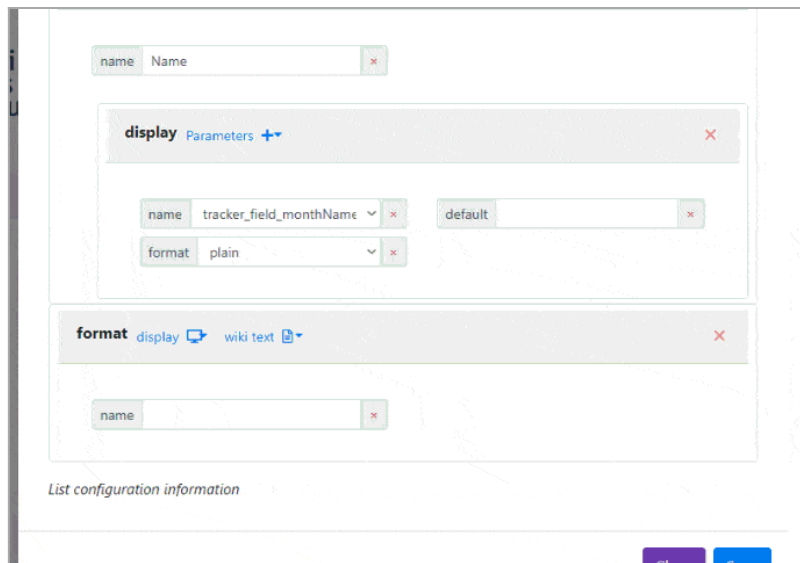 name Name ×
display Parameters
name tracker_field_monthName × default ×
format plain ×
format display wiki text
name ×
List configuration information